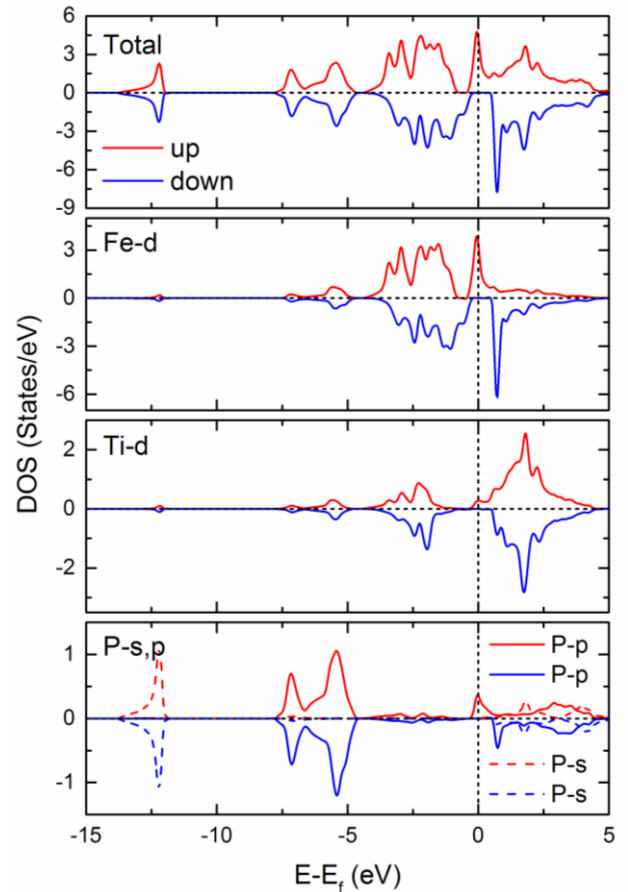 6
Total
3
0
-3
up
-6
down
-9
Fe-d
3
0
-3
-6
2
Ti-d
0
-2
P-s,p
P-p
1
P-p
0
P-s
-1
P-s
-15 -10 -5 0 5
E-Ef (eV)
DOS (States/eV)